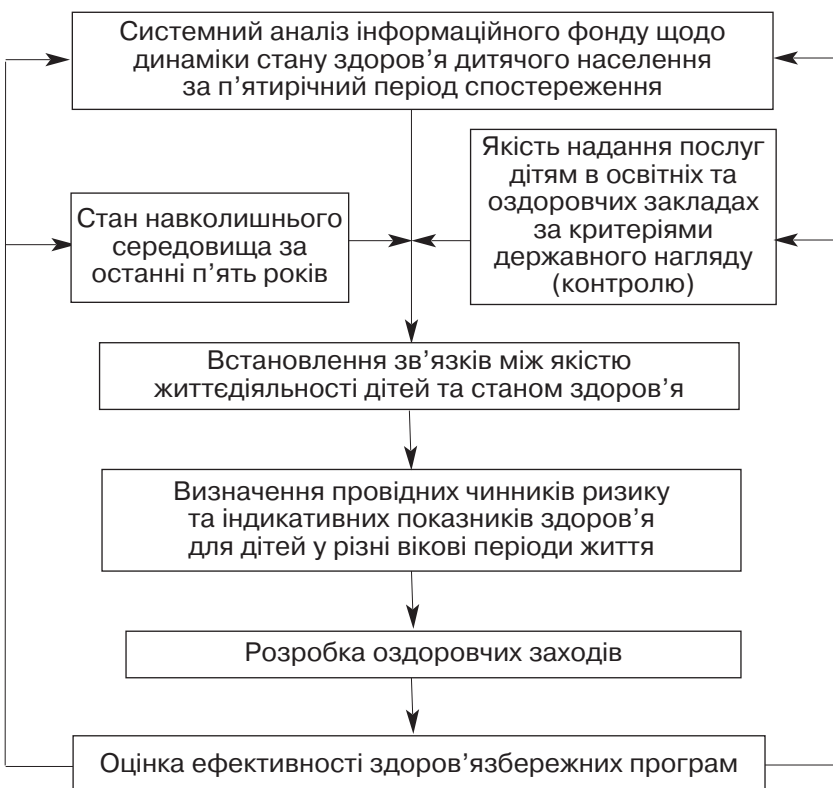 Системний аналіз інформаційного фонду щодо
динаміки стану здоров’я дитячого населення
за п’ятирічний період спостереження
Стан навколишнього
середовища за
останні п’ять років
Якість надання послуг
дітям в освітніх та
оздоровчих закладах
за критеріями
державного нагляду
(контролю)
Встановлення зв’язків між якістю
життєдіяльності дітей та станом здоров’я
Визначення провідних чинників ризику
та індикативних показників здоров’я
для дітей у різні вікові періоди життя
Розробка оздоровчих заходів
Оцінка ефективності здоров’язбережних програм